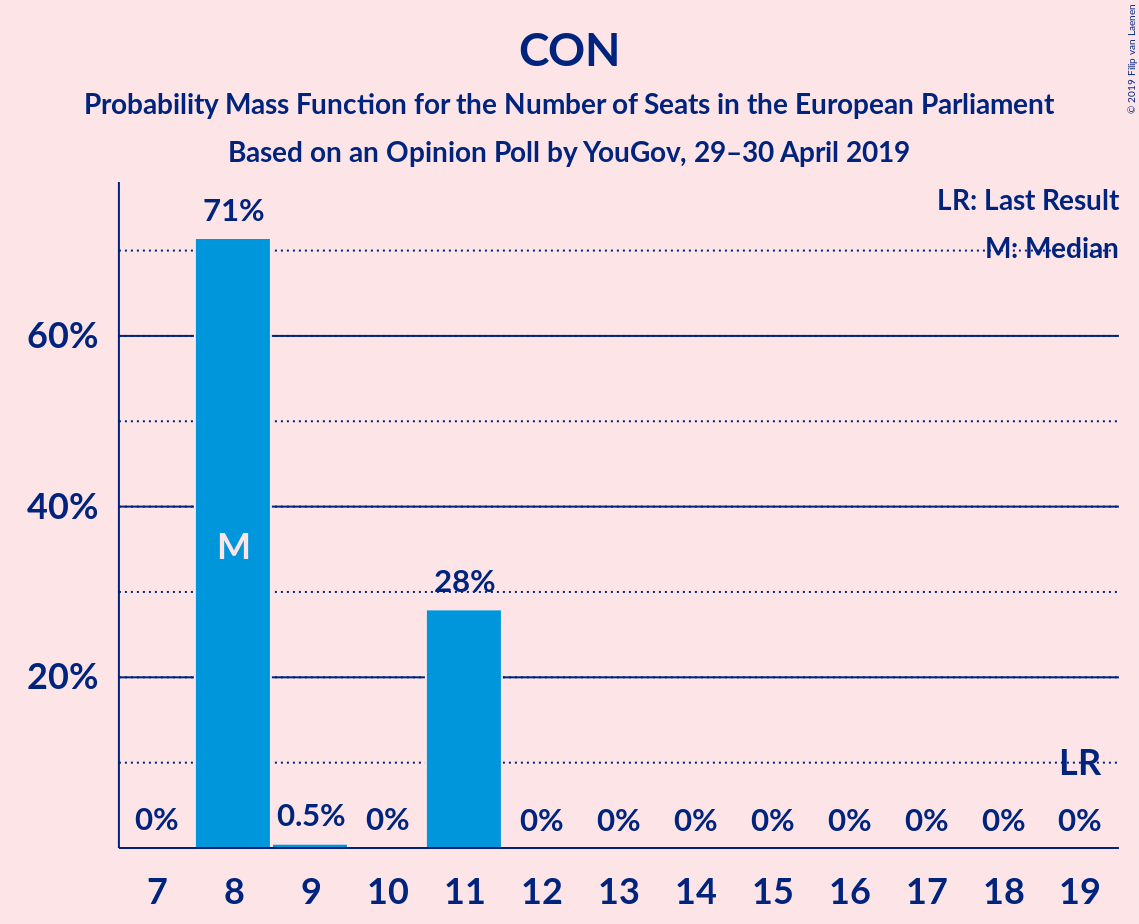 © 2019 Filip van Laenen
CON
Probability Mass Function for the Number of Seats in the European Parliament
Based on an Opinion Poll by YouGov, 29–30 April 2019
LR: Last Result
M: Median
71%
60%
40%
M
28%
20%
LR
0% 0.5% 0% 0% 0% 0% 0% 0% 0% 0% 0%
7 8 9 10 11 12 13 14 15 16 17 18 19